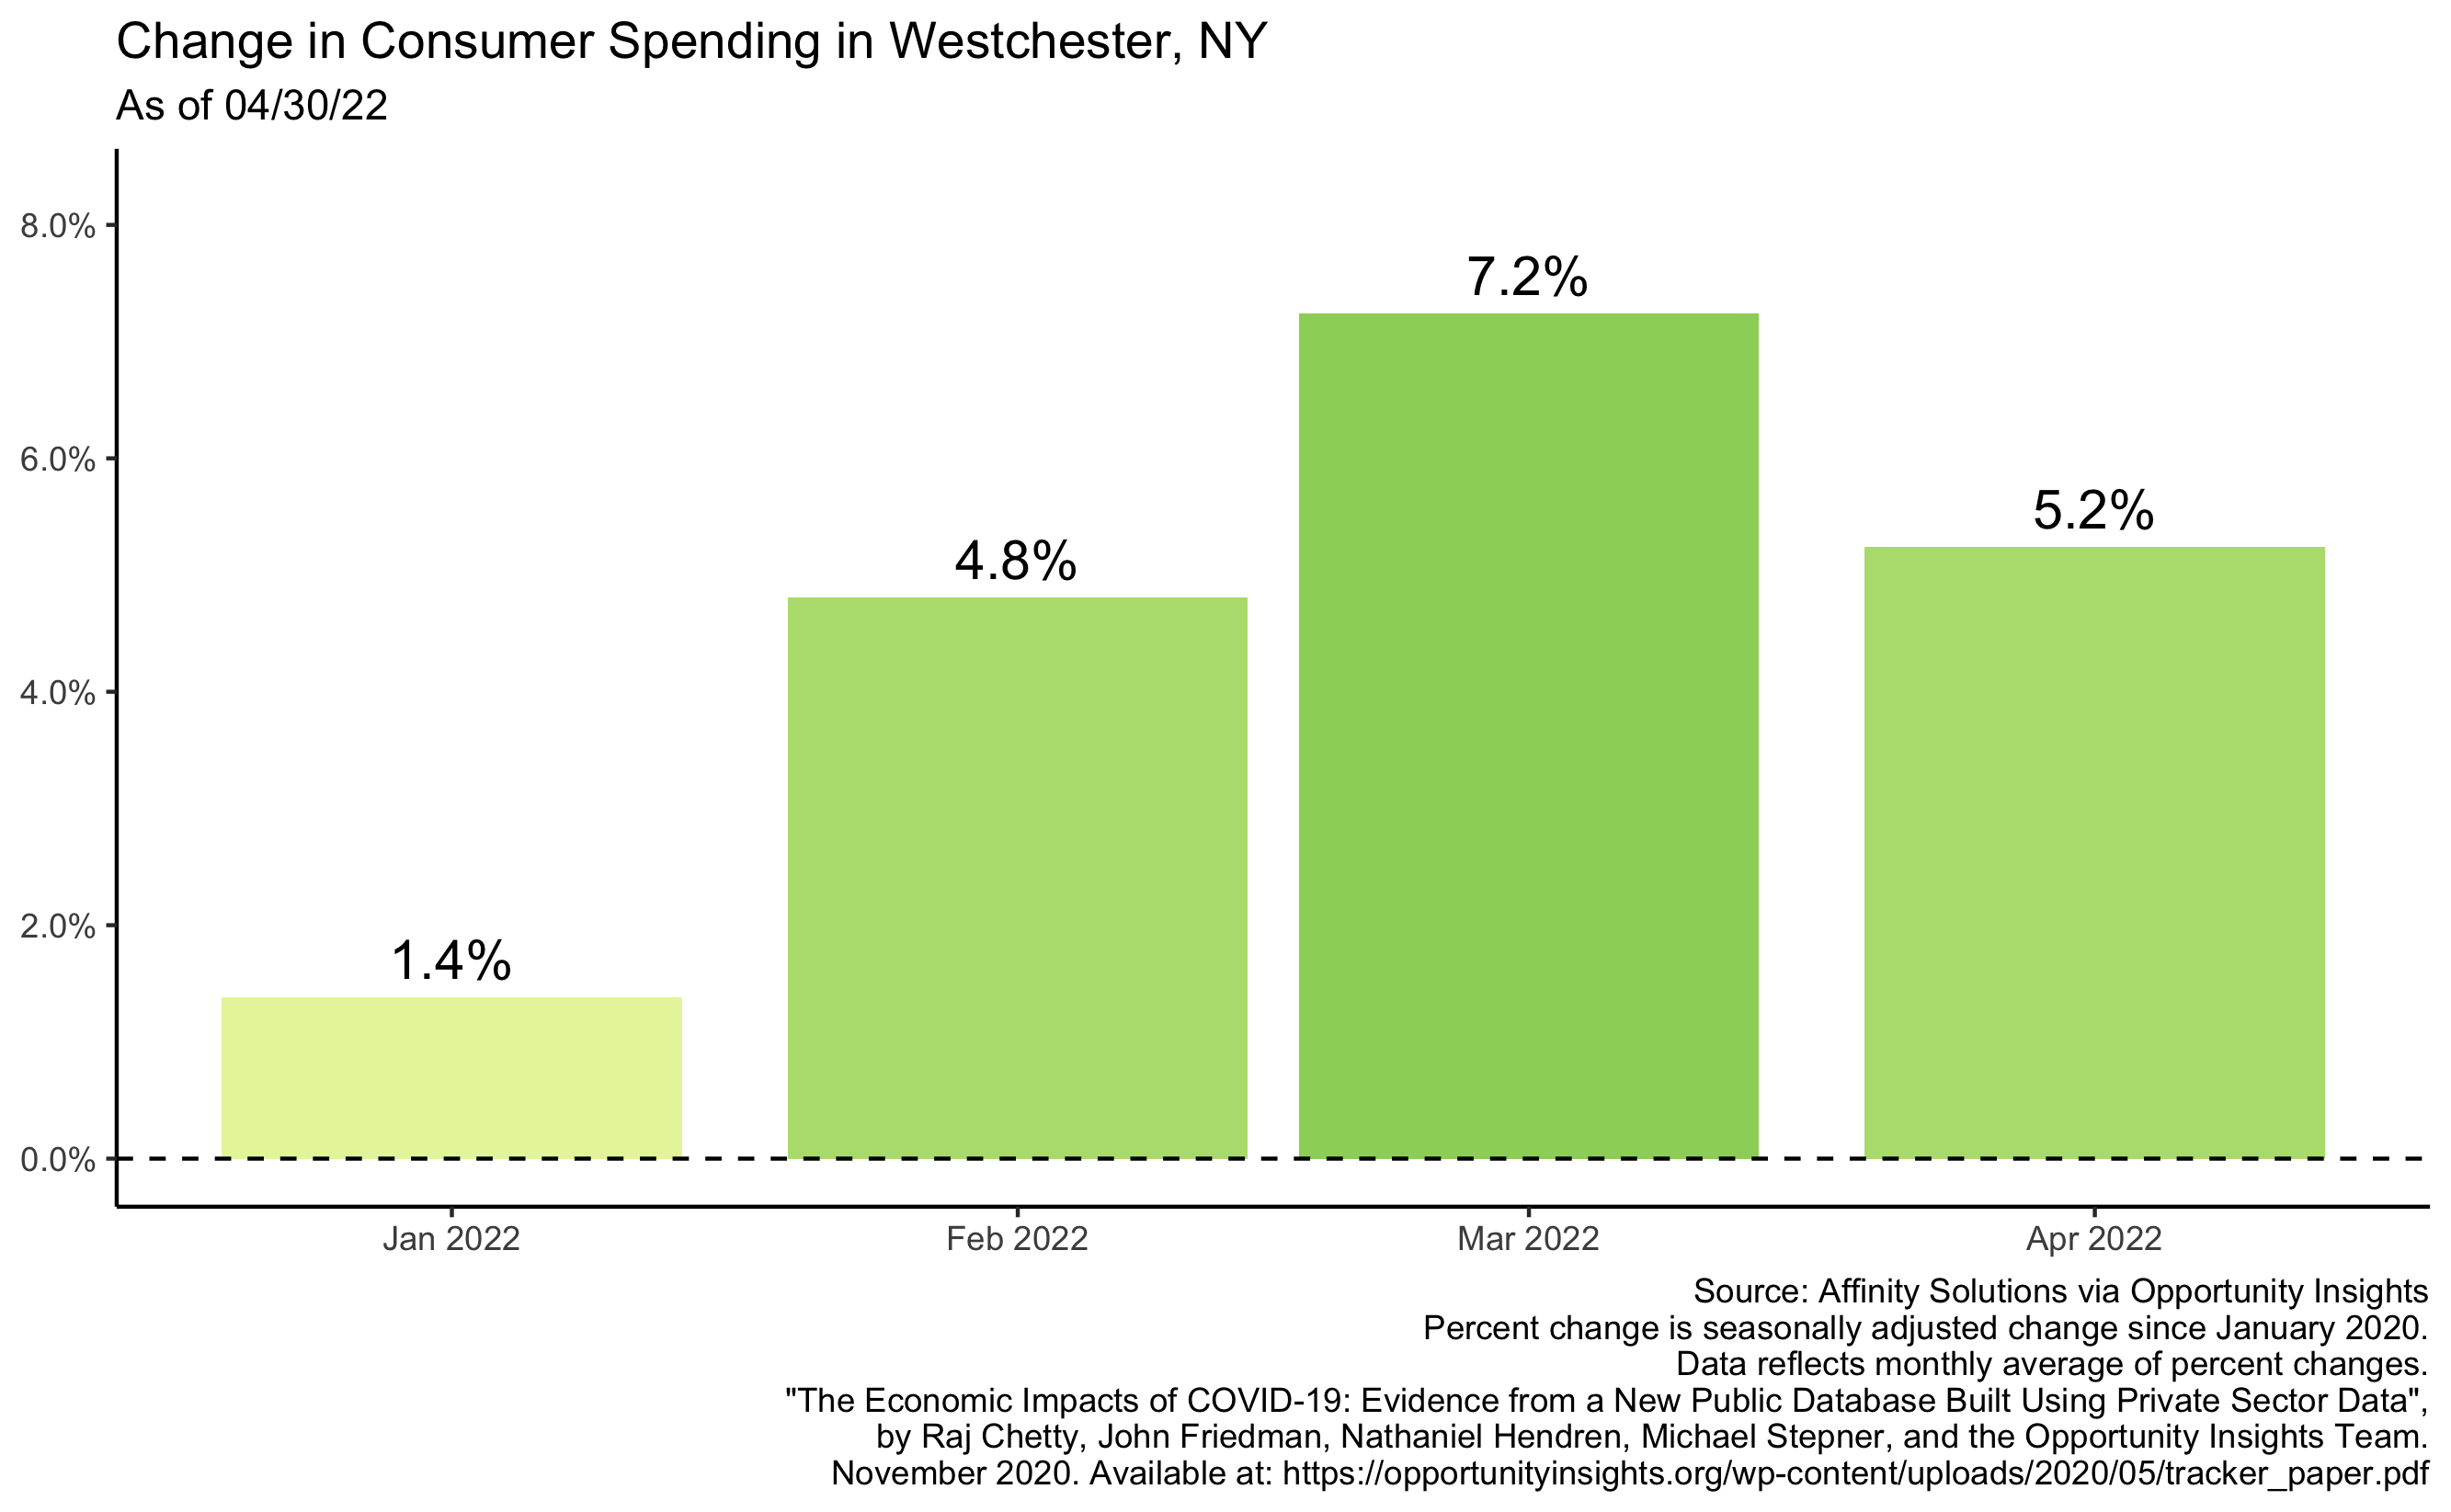 Change in Consumer Spending in Westchester, NY
As of 04/30/22
8.0%
6.0%
4.0%
2.0%
0.0%
1.4%
4.8%
7.2%
5.2%
Jan 2022
Feb 2022
Mar 2022
Apr 2022
Source: Affinity Solutions via Opportunity Insights
Percent change is seasonally adjusted change since January 2020.
Data reflects monthly average of percent changes.
"The Economic Impacts of COVID-19: Evidence from a New Public Database Built Using Private Sector Data",
by Raj Chetty, John Friedman, Nathaniel Hendren, Michael Stepner, and the Opportunity Insights Team.
November 2020. Available at: https://opportunityinsights.org/wp-content/uploads/2020/05/tracker_paper.pdf